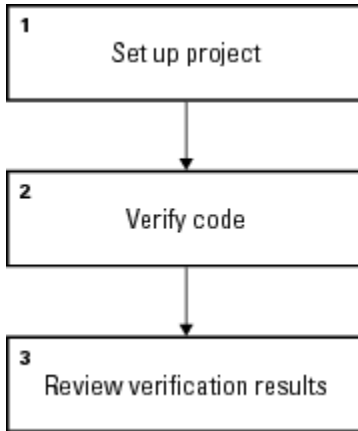 1
Set up project
2
Verify code
3
Review verification results